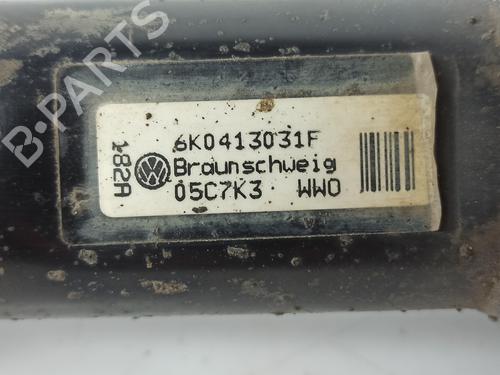 B-PARTS
182A
6K0413031F
Braunschweig
05C7K3 WWO